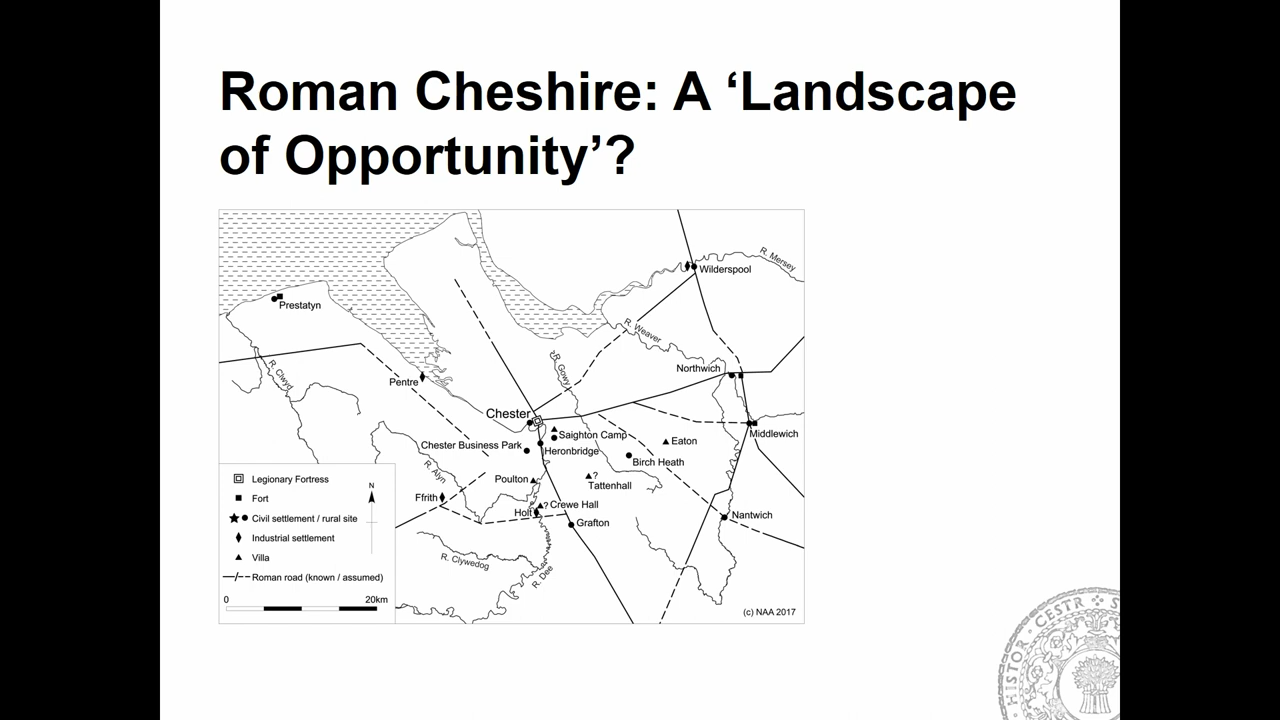 Roman Cheshire: A ‘Landscape
of Opportunity’?
R. Mersey
Wilderspool
Prestatyn
R. Weaver
R. Gowy
Northwich
R. Clwyd
Pentre
Chester
Middlewich
Saighton Camp
Eaton
Chester Business Park
Heronbridge
Birch Heath
R. Alyn
Poulton
?
Tattenhall
Ffrith
? Crewe Hall
Holt
Grafton
Nantwich
R. Clywedog
R. Dee
Legionary Fortress
N
Fort
Civil settlement / rural site
Industrial settlement
Villa
Roman road (known / assumed)
0 20km
(c) NAA 2017
HISTOR · CESTR ✣ S